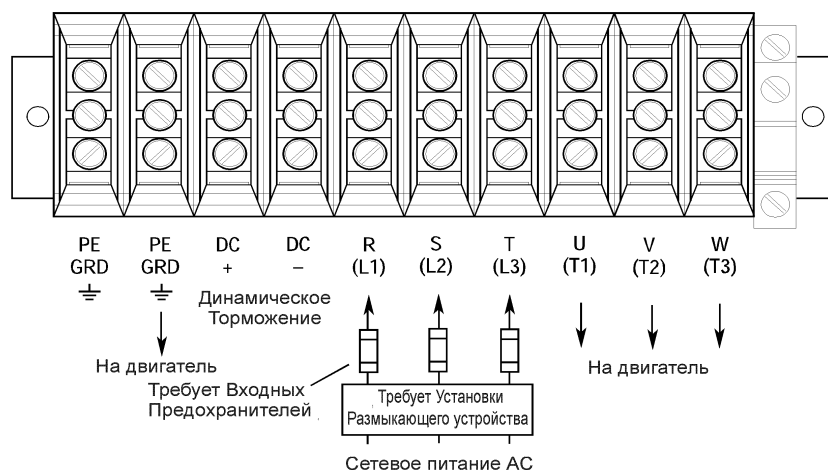 PE PE DC DC R S T U V W
GRD GRD + – (L1) (L2) (L3) (T1) (T2) (T3)
Динамическое
Торможение
На двигатель
На двигатель
Требует Входных
Предохранителей
Требует Установки
Размыкающего устройства
Сетевое питание АС